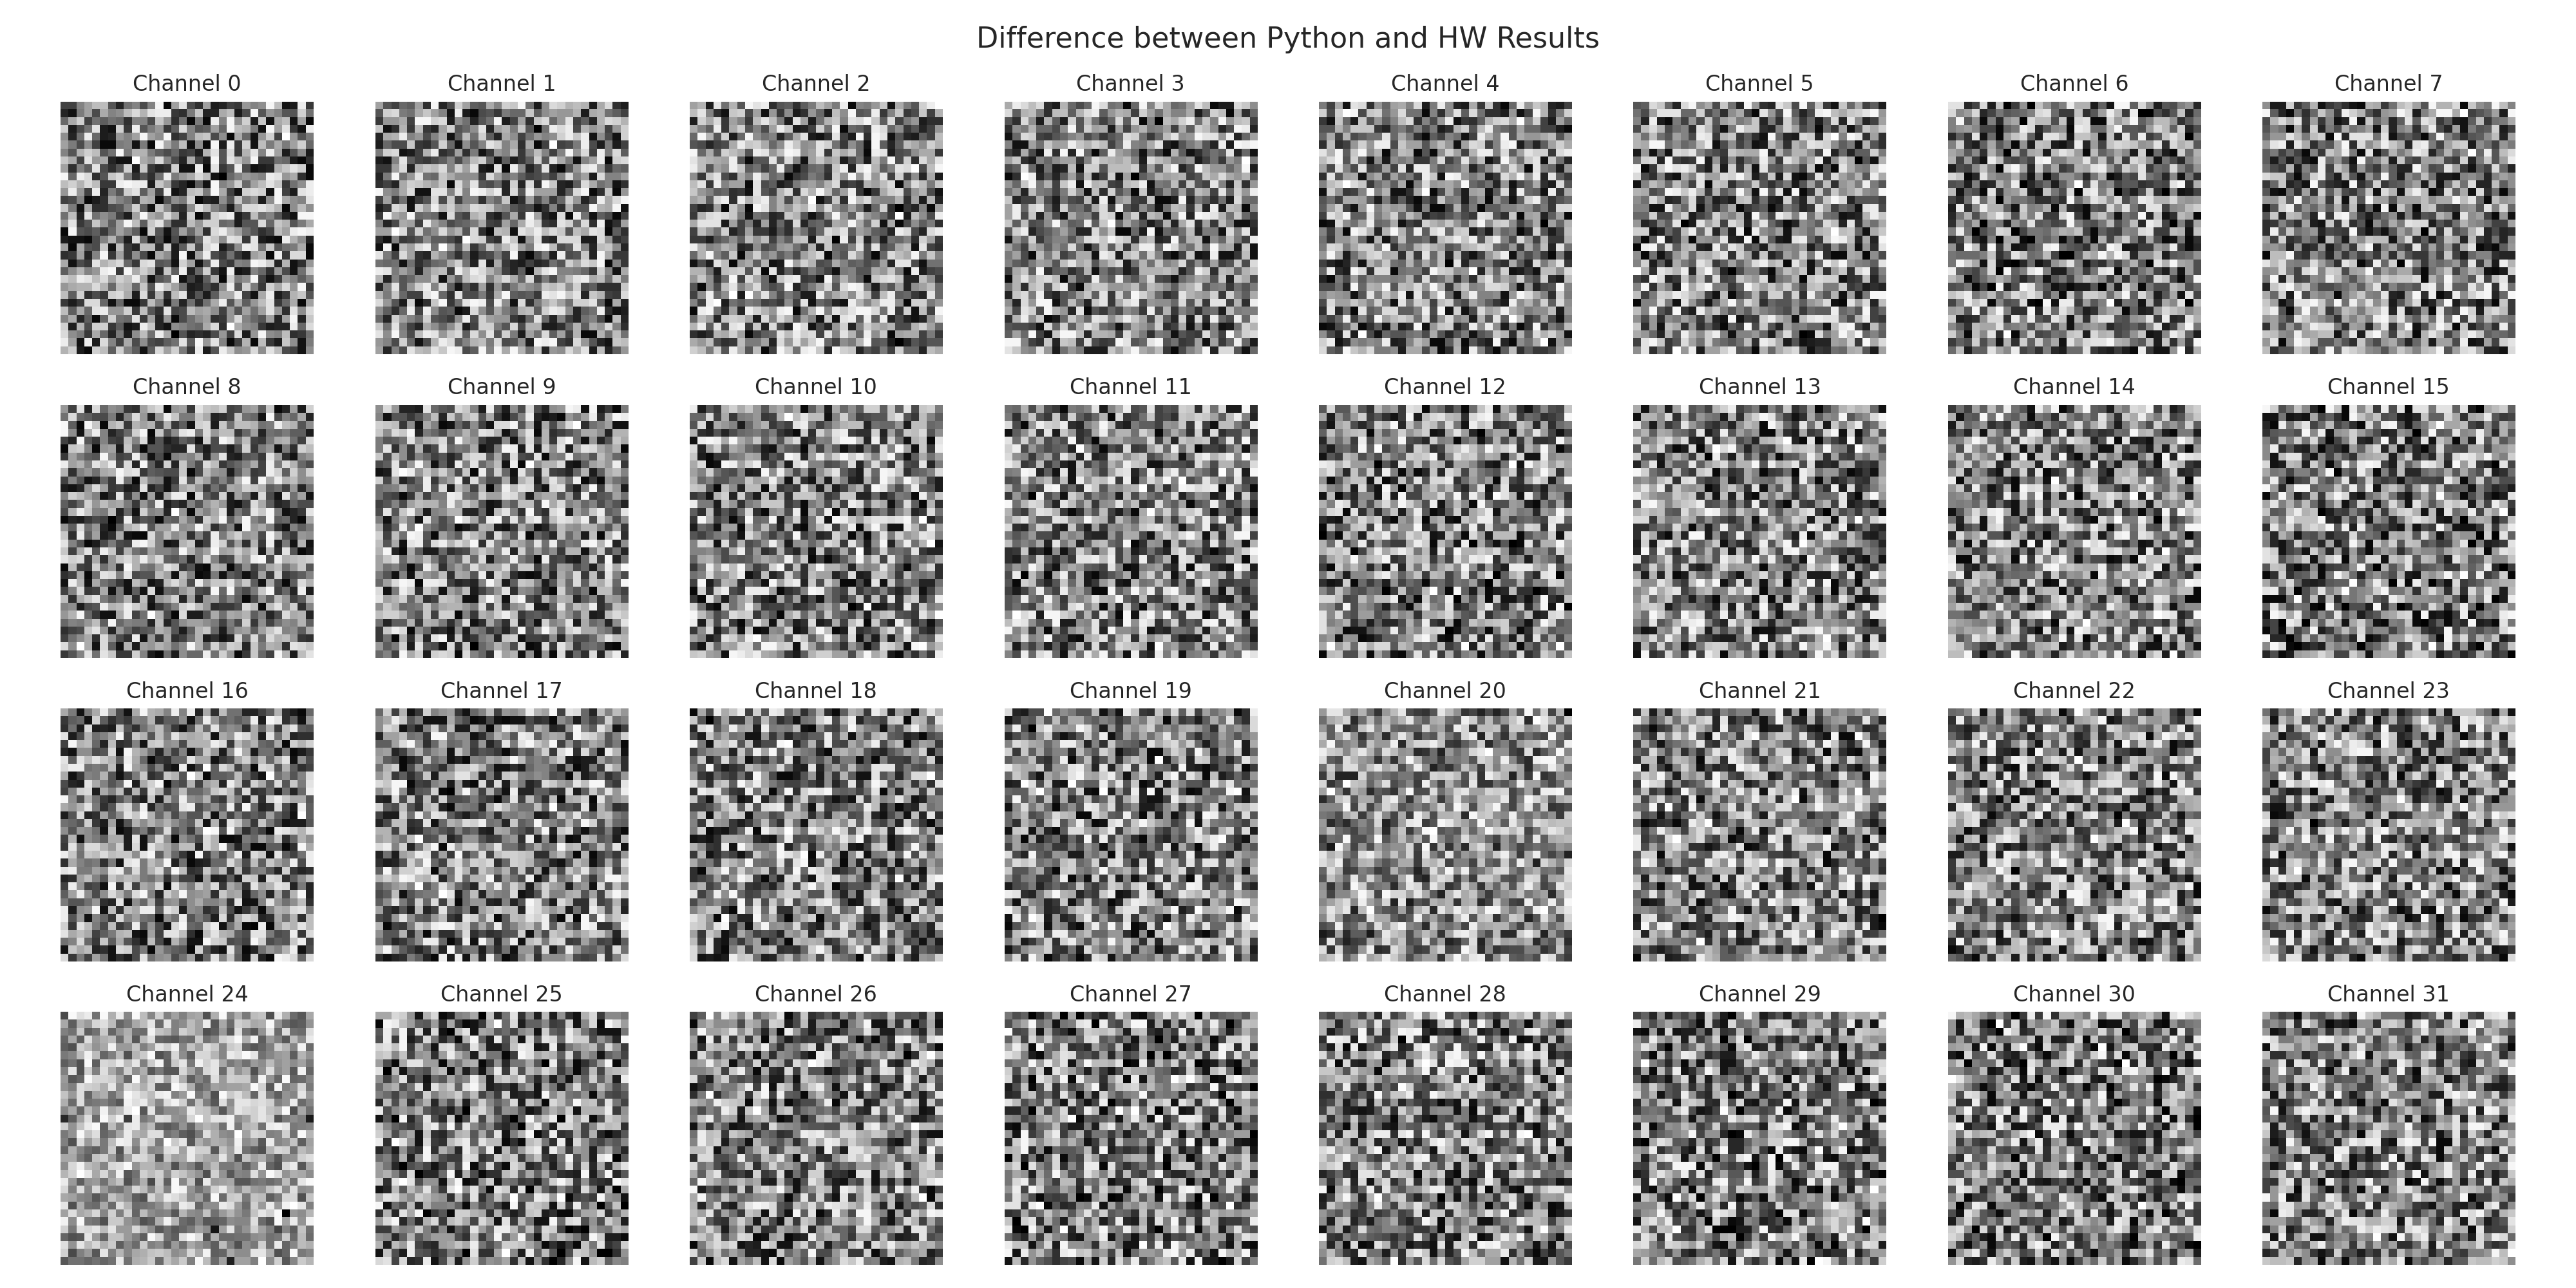 Difference between Python and HW Results
Channel 0
Channel 1
Channel 2
Channel 3
Channel 4
Channel 5
Channel 6
Channel 7
Channel 8
Channel 9
Channel 10
Channel 11
Channel 12
Channel 13
Channel 14
Channel 15
Channel 16
Channel 17
Channel 18
Channel 19
Channel 20
Channel 21
Channel 22
Channel 23
Channel 24
Channel 25
Channel 26
Channel 27
Channel 28
Channel 29
Channel 30
Channel 31